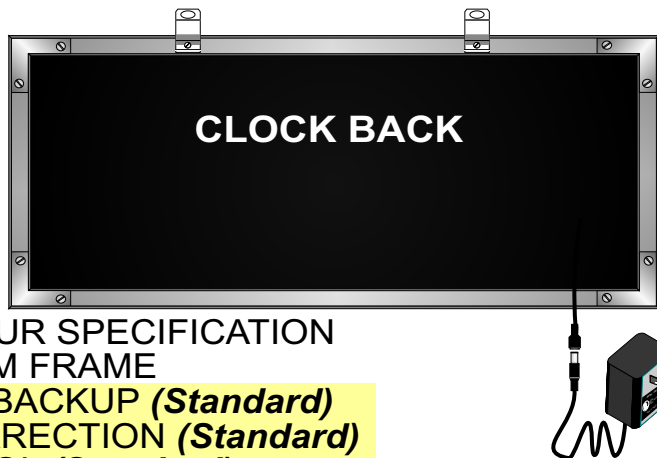 CLOCK BACK
UR SPECIFICATION
M FRAME
BACKUP (Standard)
RECTION (Standard)